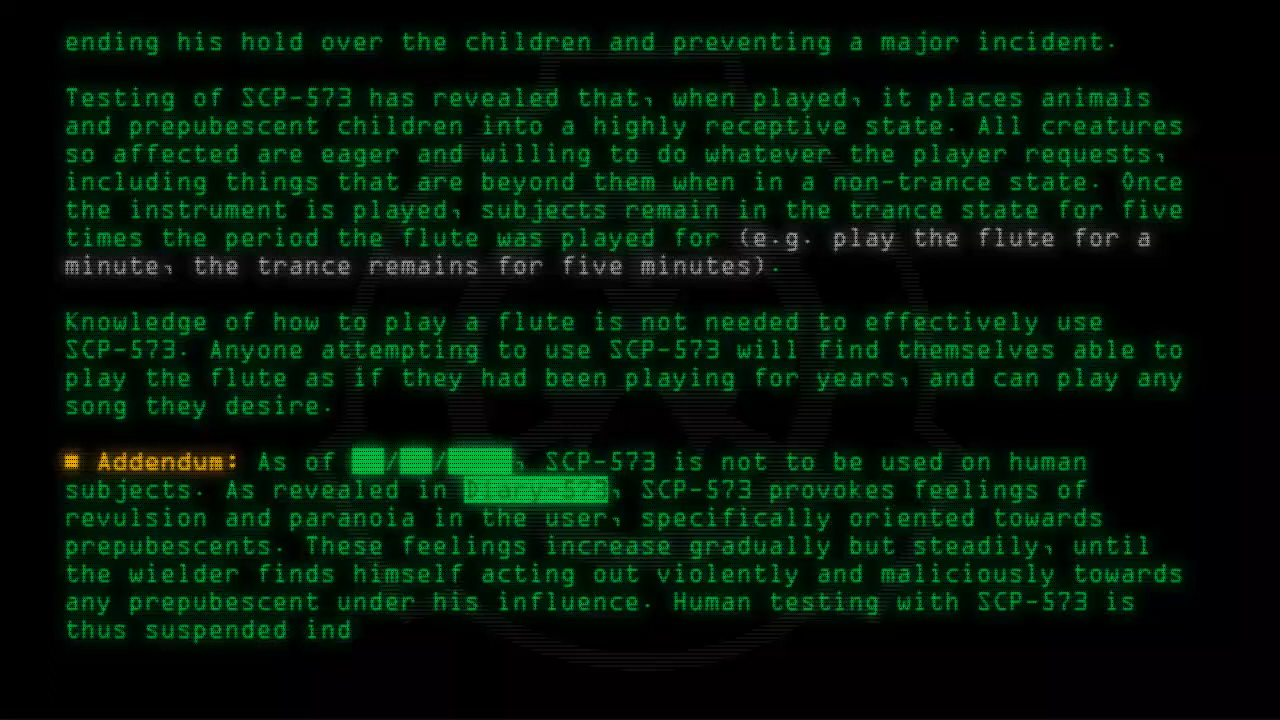 ending his hold over the children and preventing a major incident.
Testing of SCP-573 has revealed that, when played, it places animals
and prepubescent children into a highly receptive state. All creatures
so affected are eager and willing to do whatever the player requests,
including things that are beyond them when in a non-trance state. Once
the instrument is played, subjects remain in the trance state for five
times the period the flute was played for (e.g. play the flute for a
minute, the trance remains for five minutes).
Knowledge of how to play a flute is not needed to effectively use
SCP-573. Anyone attempting to use SCP-573 will find themselves able to
play the flute as if they had been playing for years, and can play any
song they desire.
■ Addendum: As of ██/██/████, SCP-573 is not to be used on human
subjects. As revealed in , SCP-573 provokes feelings of
revulsion and paranoia in the user, specifically oriented towards
prepubescents. These feelings increase gradually but steadily, until
the wielder finds himself acting out violently and maliciously towards
any prepubescent under his influence. Human testing with SCP-573 is
thus suspended ind